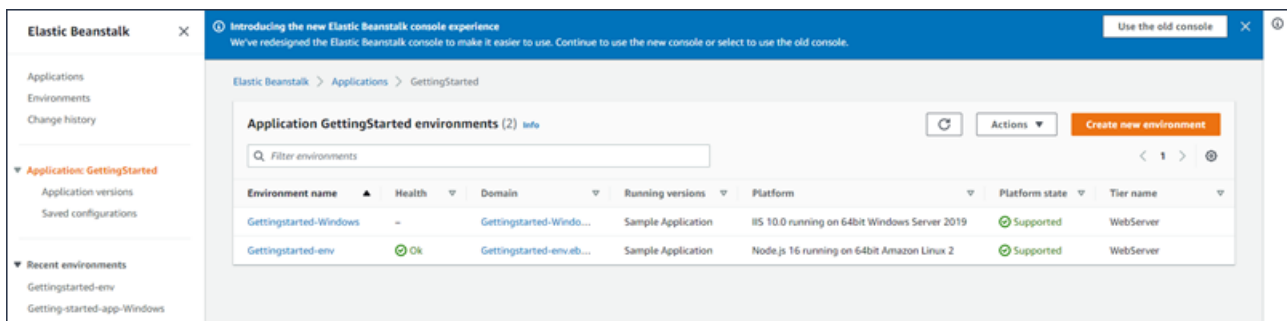 Elastic Beanstalk
Applications
Environments
Change history
Application: GettingStarted
Application versions
Saved configurations
Recent environments
Gettingstarted-env
Getting-started-app-Windows
Introducing the new Elastic Beanstalk console experience
We've redesigned the Elastic Beanstalk console to make it easier to use. Continue to use the new console or select to use the old console.
Use the old console
Elastic Beanstalk > Applications > GettingStarted
Application GettingStarted environments (2) Info
Actions
Create new environment
Filter environments
1
Environment name Health Domain Running versions Platform Platform state Tier name
Gettingstarted-Windows – Gettingstarted-Windo... Sample Application IIS 10.0 running on 64bit Windows Server 2019 Supported WebServer
Gettingstarted-env Ok Gettingstarted-env.eb... Sample Application Node.js 16 running on 64bit Amazon Linux 2 Supported WebServer